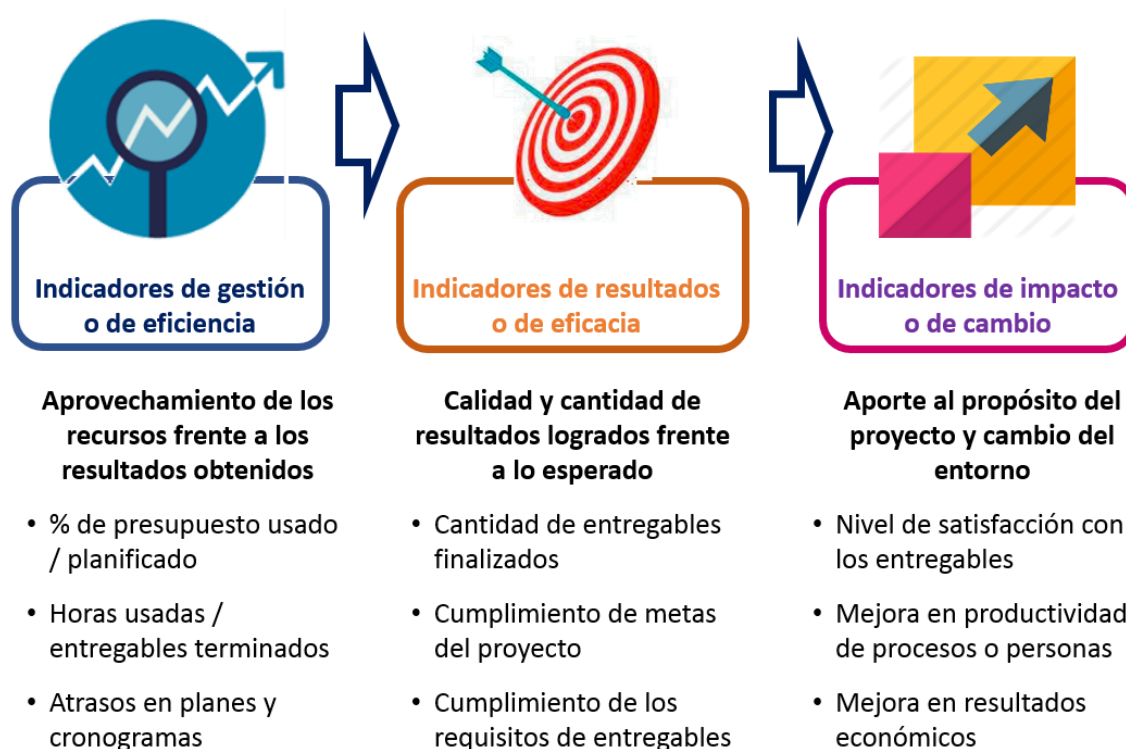 Indicadores de gestión
o de eficiencia
Aprovechamiento de los
recursos frente a los
resultados obtenidos
• % de presupuesto usado
/ planificado
• Horas usadas /
entregables terminados
• Atrasos en planes y
cronogramas
Indicadores de resultados
o de eficacia
Calidad y cantidad de
resultados logrados frente
a lo esperado
• Cantidad de entregables
finalizados
• Cumplimiento de metas
del proyecto
• Cumplimiento de los
requisitos de entregables
Indicadores de impacto
o de cambio
Aporte al propósito del
proyecto y cambio del
entorno
• Nivel de satisfacción con
los entregables
• Mejora en productividad
de procesos o personas
• Mejora en resultados
económicos